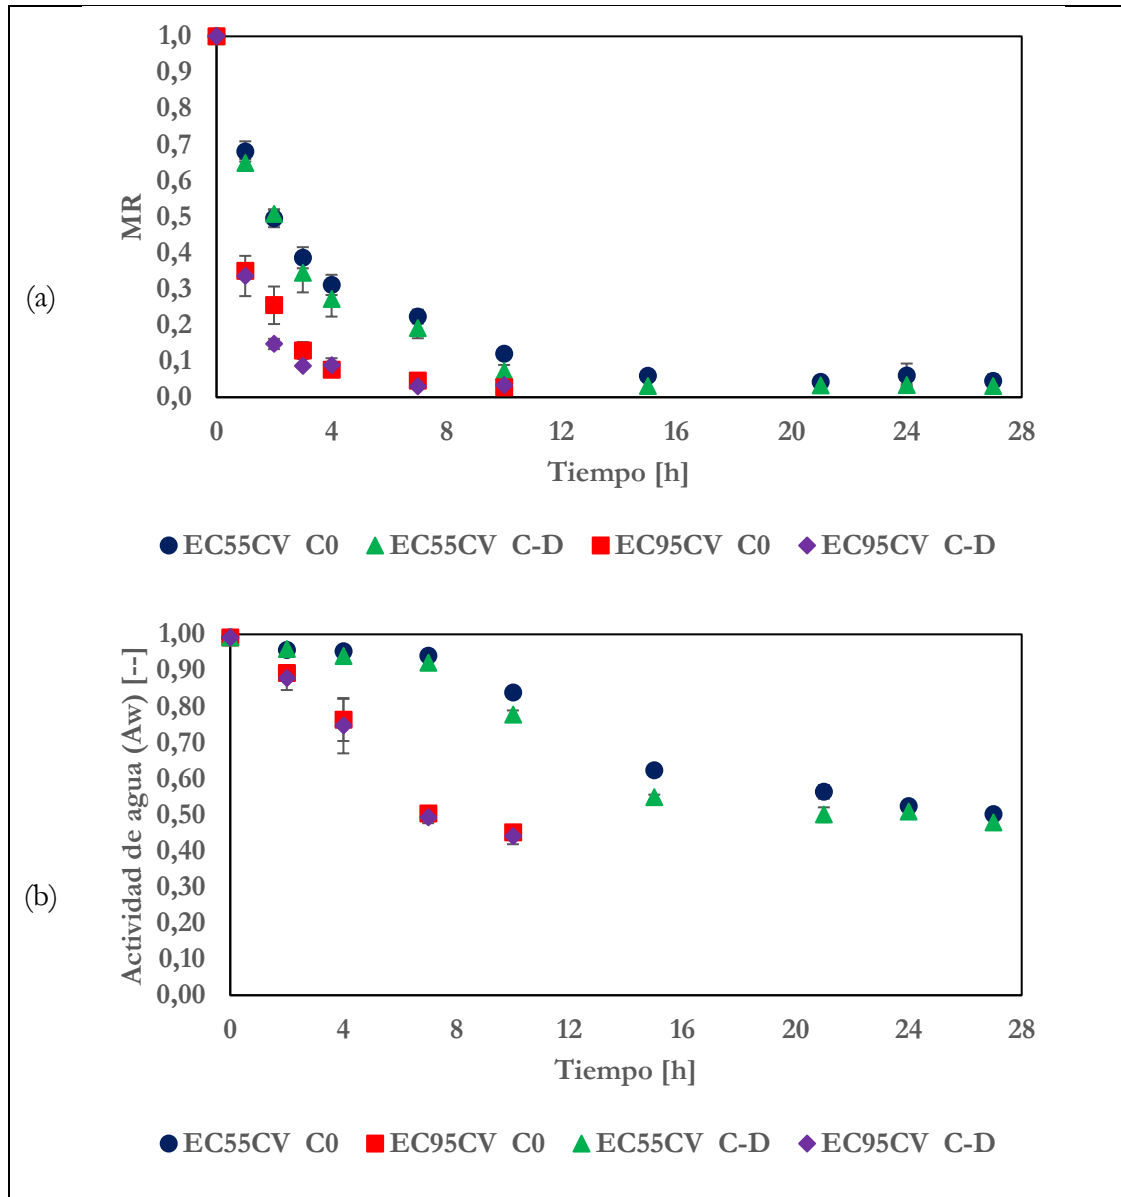 1,0
0,9
0,8
0,7
0,6
0,5
0,4
0,3
0,2
0,1
0,0
MR
(a)
0 4 8 12 16 20 24 28
Tiempo [h]
EC55CV C0 EC55CV C-D EC95CV C0 EC95CV C-D
1,00
0,90
0,80
0,70
0,60
0,50
0,40
0,30
0,20
0,10
0,00
Actividad de agua (Aw) [--]
(b)
0 4 8 12 16 20 24 28
Tiempo [h]
EC55CV C0 EC95CV C0 EC55CV C-D EC95CV C-D